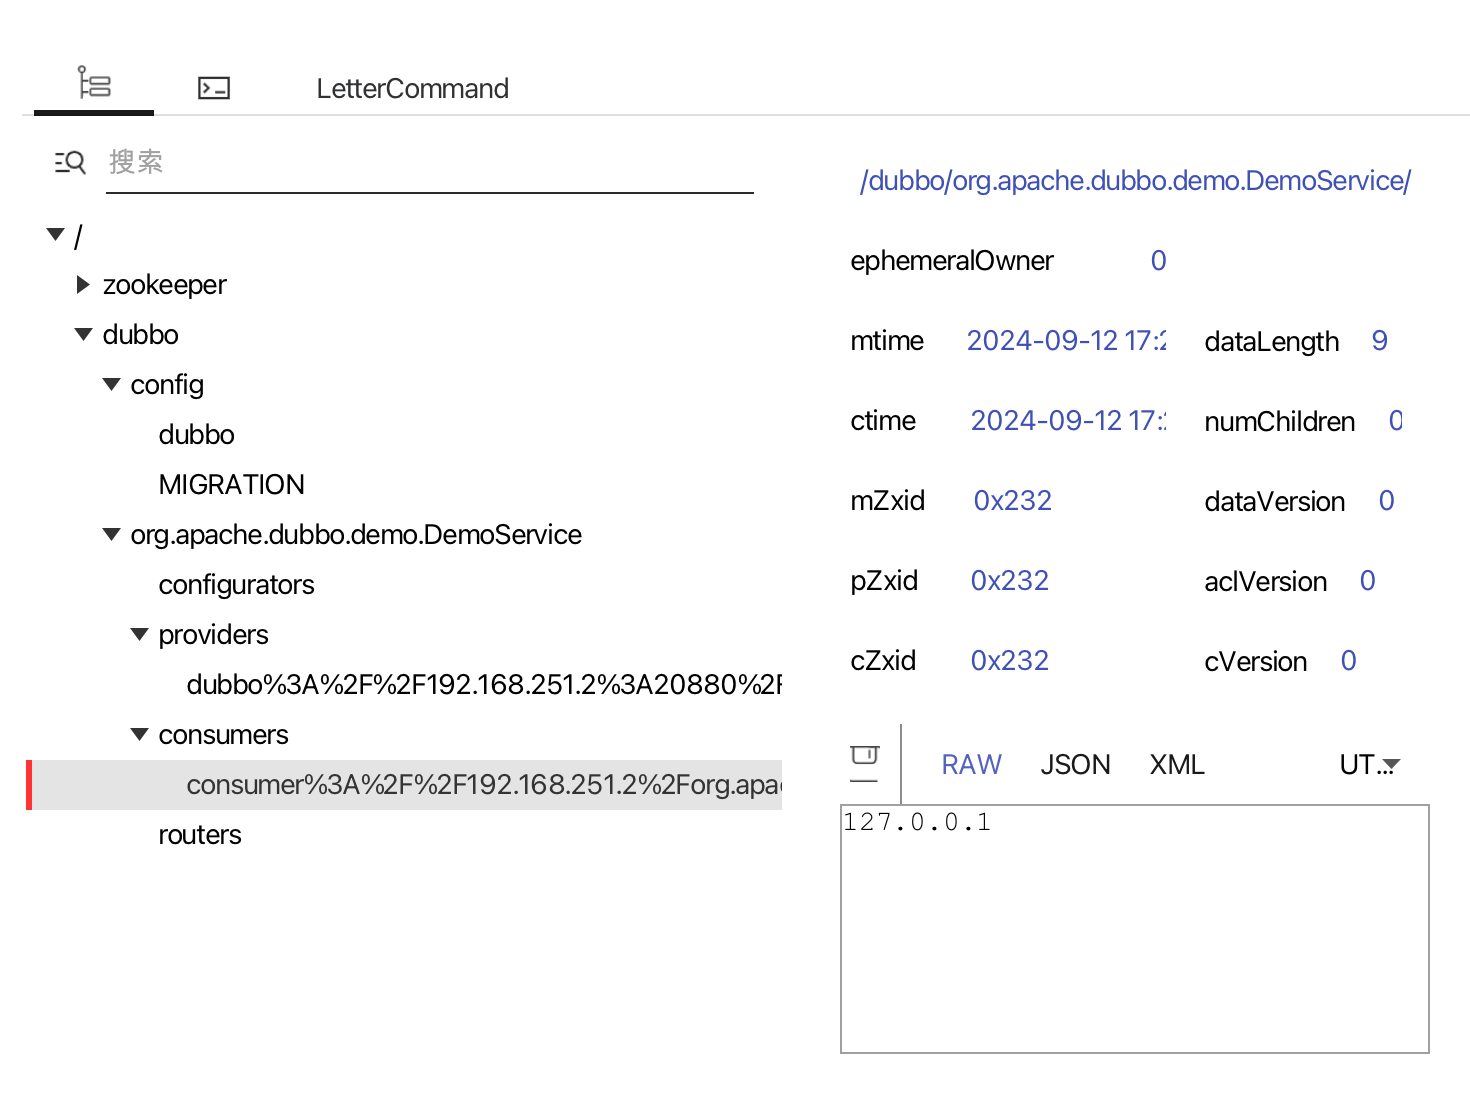 LetterCommand
搜索
/
zookeeper
dubbo
config
dubbo
MIGRATION
org.apache.dubbo.demo.DemoService
configurators
providers
dubbo%3A%2F%2F192.168.251.2%3A20880%2F
consumers
consumer%3A%2F%2F192.168.251.2%2Forg.apa
routers
/dubbo/org.apache.dubbo.demo.DemoService/
ephemeralOwner 0
mtime 2024-09-12 17:2 dataLength 9
ctime 2024-09-12 17: numChildren 0
mZxid 0x232 dataVersion 0
pZxid 0x232 aclVersion 0
cZxid 0x232 cVersion 0
RAW JSON XML UT...
127.0.0.1